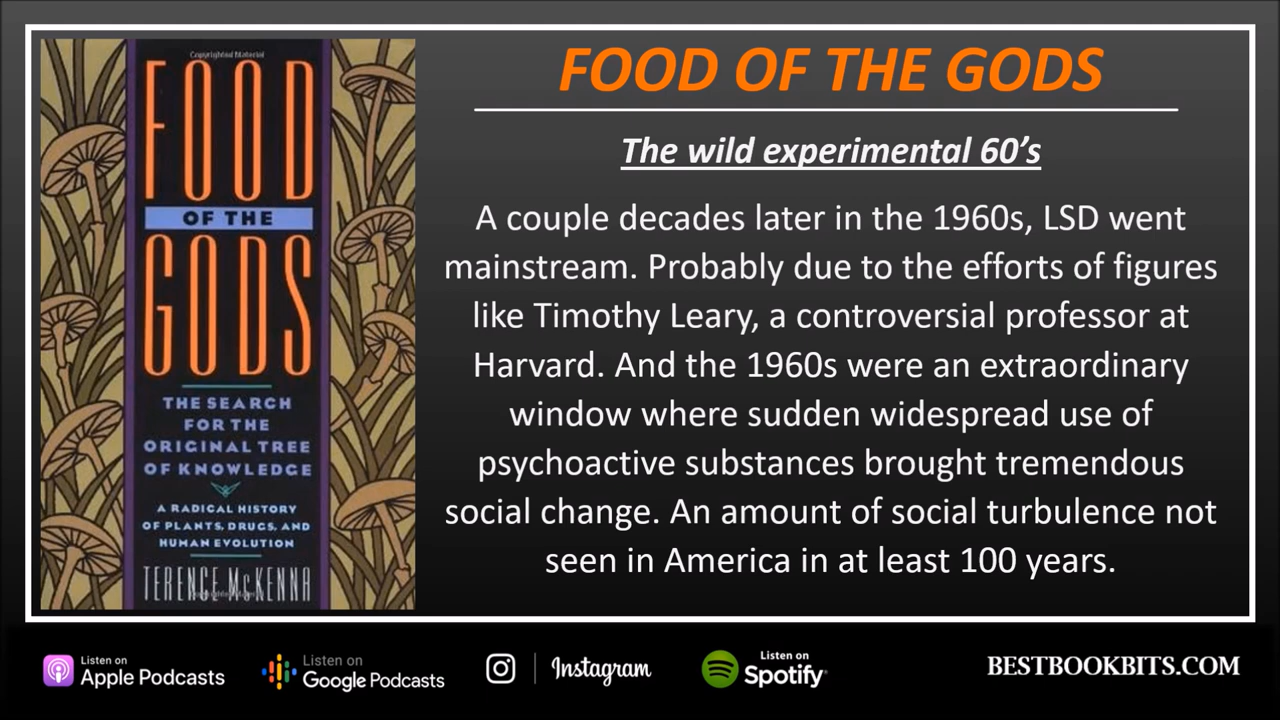 Copyrighted Material
FOOD
OF THE
GODS
THE SEARCH
FOR THE
ORIGINAL TREE
OF KNOWLEDGE
A RADICAL HISTORY
OF PLANTS, DRUGS, AND
HUMAN EVOLUTION
TERENCE McKENNA
FOOD OF THE GODS
The wild experimental 60’s
A couple decades later in the 1960s, LSD went
mainstream. Probably due to the efforts of figures
like Timothy Leary, a controversial professor at
Harvard. And the 1960s were an extraordinary
window where sudden widespread use of
psychoactive substances brought tremendous
social change. An amount of social turbulence not
seen in America in at least 100 years.
Listen on
Apple Podcasts
Listen on
Google Podcasts
Instagram
Listen on
Spotify
BESTBOOKBITS.COM